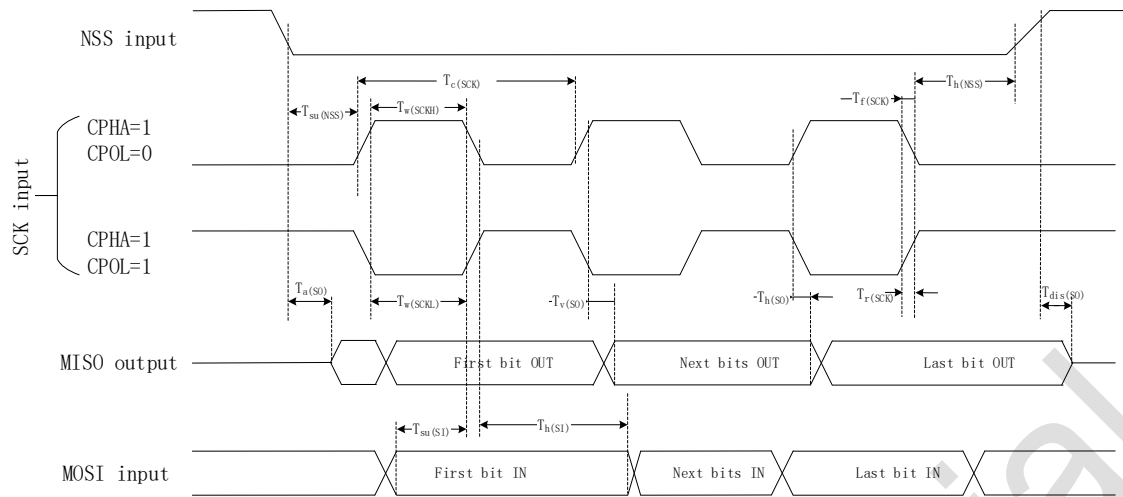 NSS input
Tc(SCK)
Th(NSS)
Tsu(NSS)
Tw(SCKH)
Tf(SCK)
SCK input
CPHA=1
CPOL=0
CPHA=1
CPOL=1
Ta(SO)
Tw(SCKL)
Tv(SO)
Th(SO)
Tr(SCK)
Tdis(SO)
MISO output
First bit OUT
Next bits OUT
Last bit OUT
Tsu(SI)
Th(SI)
MOSI input
First bit IN
Next bits IN
Last bit IN